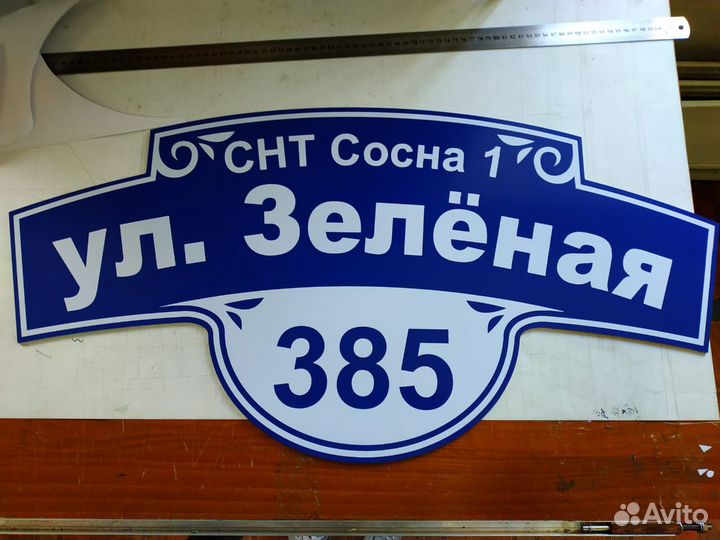 СНТ Сосна 1
ул. Зелёная
385
Avito